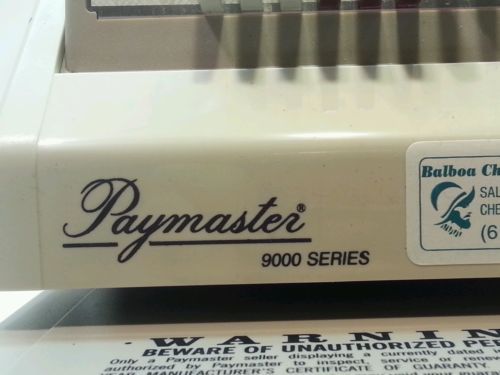 Paymaster®
9000 SERIES
Balboa Ch
SAL
CHE
(6
WARNIN
BEWARE OF UNAUTHORIZED PE
Only a Paymaster seller displaying a currently dated
authorized by Paymaster to inspect, service or renew
YEAR MANUFACTURER'S CERTIFICATE OF GUARANTY.